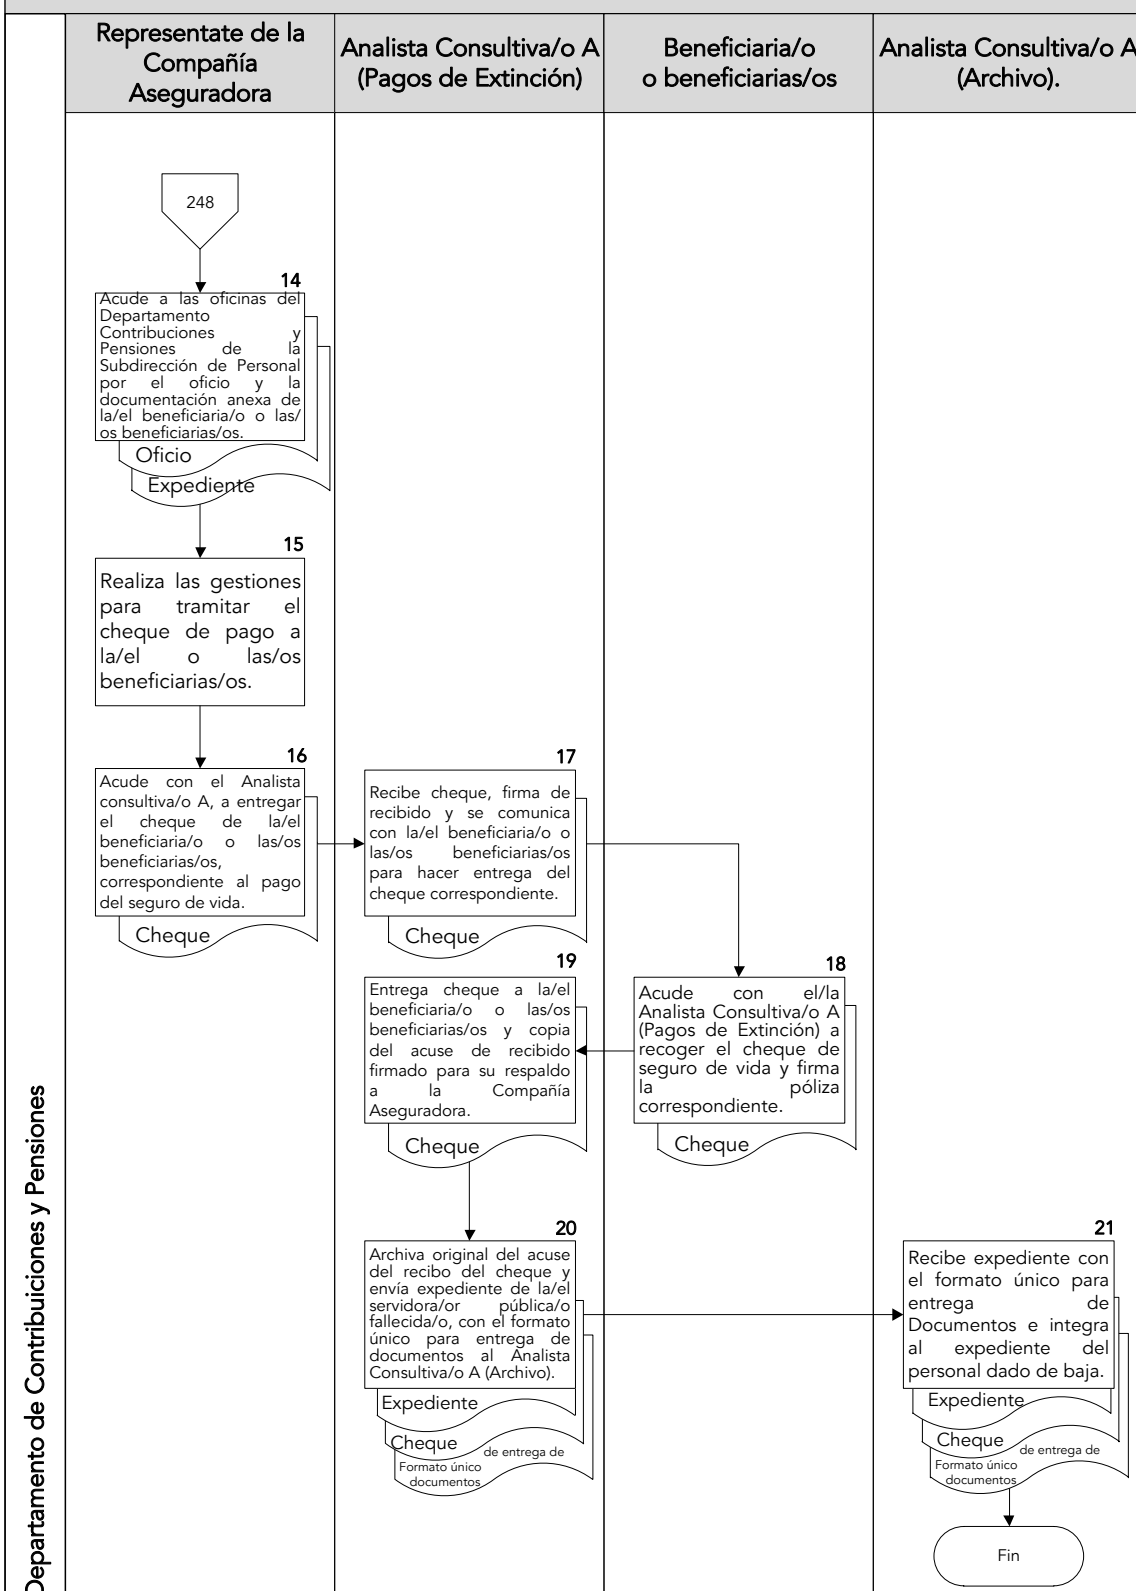 Representate de la
Compañía
Aseguradora
Analista Consultiva/o A
(Pagos de Extinción)
Beneficiaria/o
o beneficiarias/os
Analista Consultiva/o A
(Archivo).
Departamento de Contribuiciones y Pensiones
248
14
Acude a las oficinas del
Departamento
Contribuciones y
Pensiones de la
Subdirección de Personal
por el oficio y la
documentación anexa de
la/el beneficiaria/o o las/
os beneficiarias/os.
Oficio
Expediente
15
Realiza las gestiones
para tramitar el
cheque de pago a
la/el o las/os
beneficiarias/os.
16
Acude con el Analista
consultiva/o A, a entregar
el cheque de la/el
beneficiaria/o o las/os
beneficiarias/os,
correspondiente al pago
del seguro de vida.
Cheque
17
Recibe cheque, firma de
recibido y se comunica
con la/el beneficiaria/o o
las/os beneficiarias/os
para hacer entrega del
cheque correspondiente.
Cheque
18
Acude con el/la
Analista Consultiva/o A
(Pagos de Extinción) a
recoger el cheque de
seguro de vida y firma
la póliza
correspondiente.
Cheque
19
Entrega cheque a la/el
beneficiaria/o o las/os
beneficiarias/os y copia
del acuse de recibido
firmado para su respaldo
a la Compañía
Aseguradora.
Cheque
20
Archiva original del acuse
del recibo del cheque y
envía expediente de la/el
servidora/or pública/o
fallecida/o, con el formato
único para entrega de
documentos al Analista
Consultiva/o A (Archivo).
Expediente
Cheque
de entrega de
Formato único
documentos
21
Recibe expediente con
el formato único para
entrega de
Documentos e integra
al expediente del
personal dado de baja.
Expediente
Cheque
de entrega de
Formato único
documentos
Fin